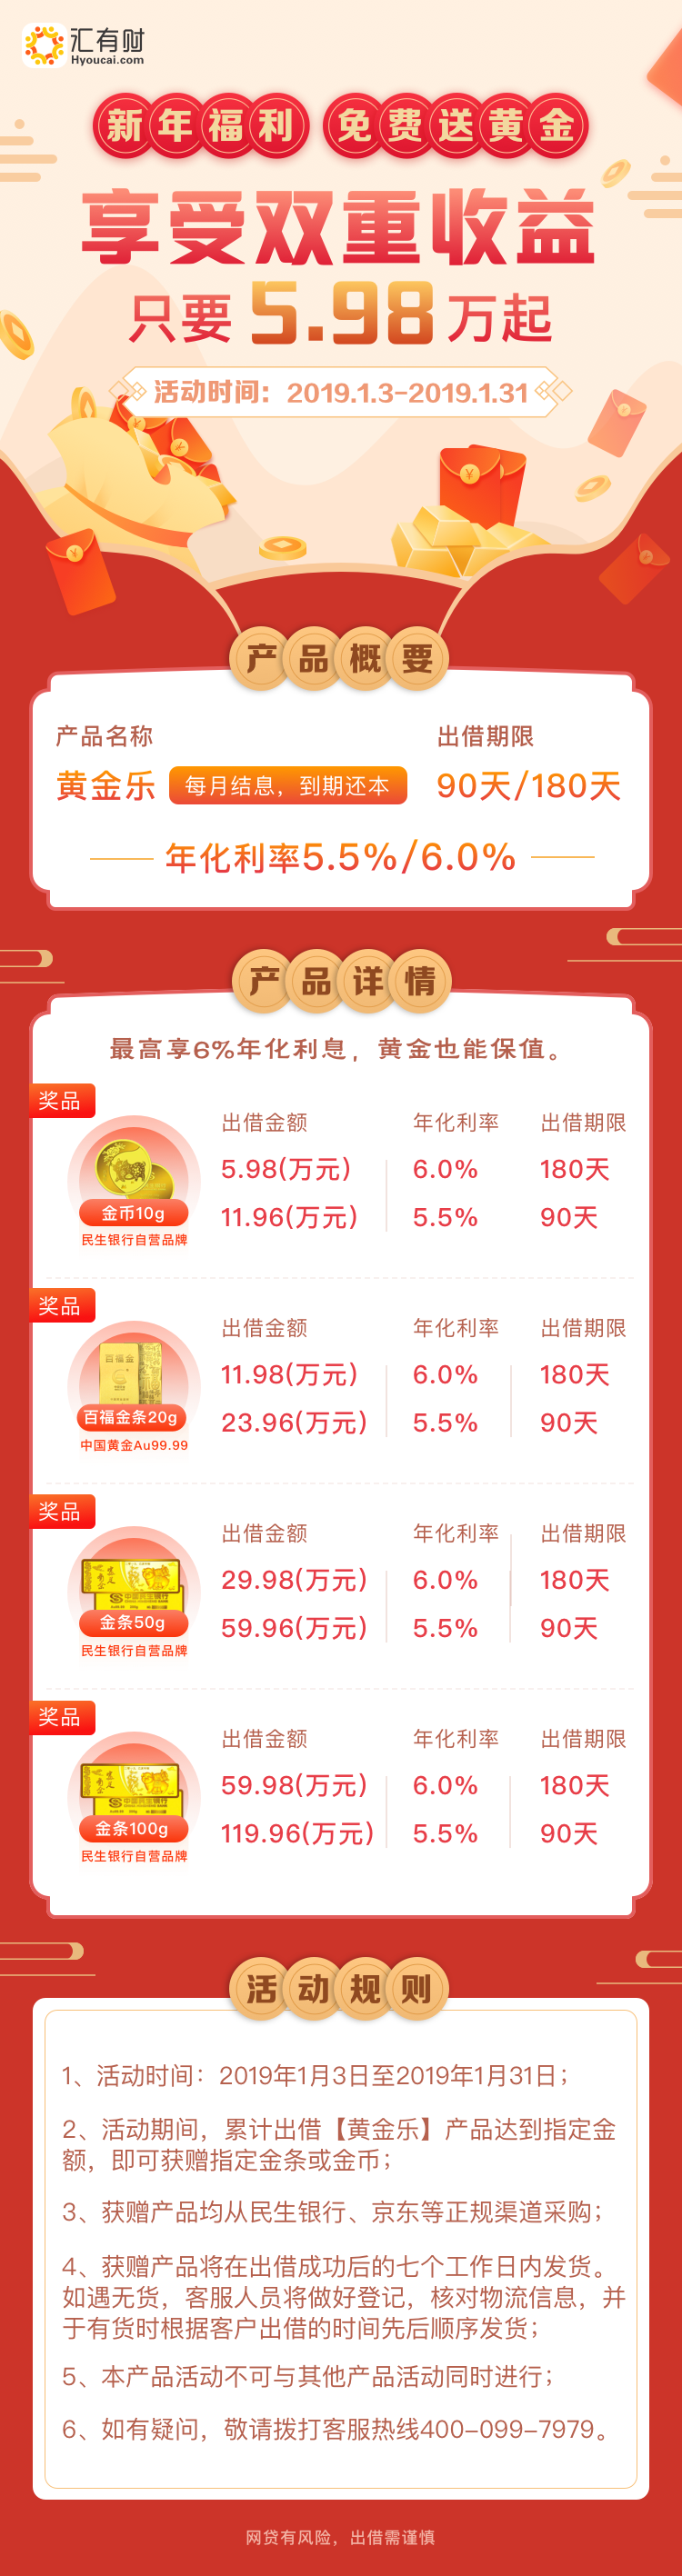 汇有财
Hyoucai.com
新年福利 免费送黄金
享受双重收益
只要5.98万起
活动时间：2019.1.3-2019.1.31
产品概要
产品名称 出借期限
黄金乐 每月结息，到期还本 90天/180天
年化利率5.5%/6.0%
产品详情
最高享6%年化利息，黄金也能保值。
奖品
出借金额 年化利率 出借期限
5.98(万元) 6.0% 180天
11.96(万元) 5.5% 90天
金币10g
民生银行自营品牌
奖品
出借金额 年化利率 出借期限
百福金
11.98(万元) 6.0% 180天
23.96(万元) 5.5% 90天
百福金条20g
中国黄金Au99.99
奖品
出借金额 年化利率 出借期限
29.98(万元) 6.0% 180天
中国民生银行
59.96(万元) 5.5% 90天
金条50g
民生银行自营品牌
奖品
出借金额 年化利率 出借期限
59.98(万元) 6.0% 180天
中国民生银行
119.96(万元) 5.5% 90天
金条100g
民生银行自营品牌
活动规则
1、活动时间：2019年1月3日至2019年1月31日；
2、活动期间，累计出借【黄金乐】产品达到指定金
额，即可获赠指定金条或金币；
3、获赠产品均从民生银行、京东等正规渠道采购；
4、获赠产品将在出借成功后的七个工作日内发货。
如遇无货，客服人员将做好登记，核对物流信息，并
于有货时根据客户出借的时间先后顺序发货；
5、本产品活动不可与其他产品活动同时进行；
6、如有疑问，敬请拨打客服热线400-099-7979。
网贷有风险，出借需谨慎